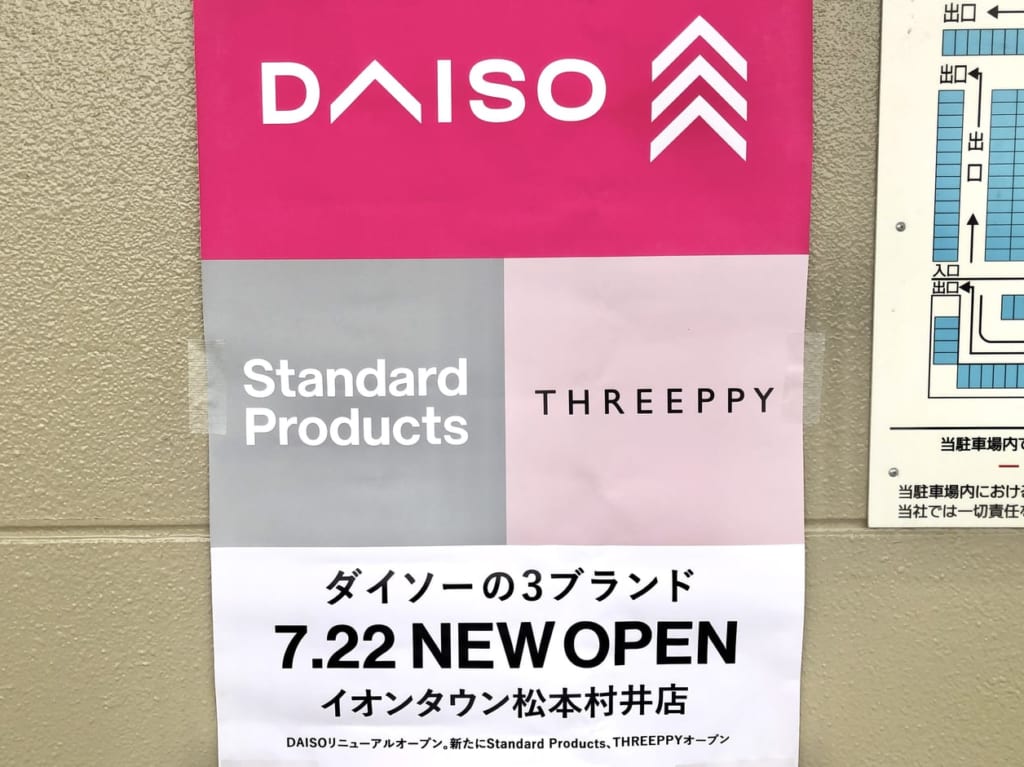 DAISO
Standard
Products
THREEPPY
ダイソーの3ブランド
7.22 NEW OPEN
イオンタウン松本村井店
DAISOリニューアルオープン。新たにStandard Products、THREEPPYオープン
出口
出口
出口
入口
出口
当駐車場内で
当駐車場内におけ
当社では一切責任